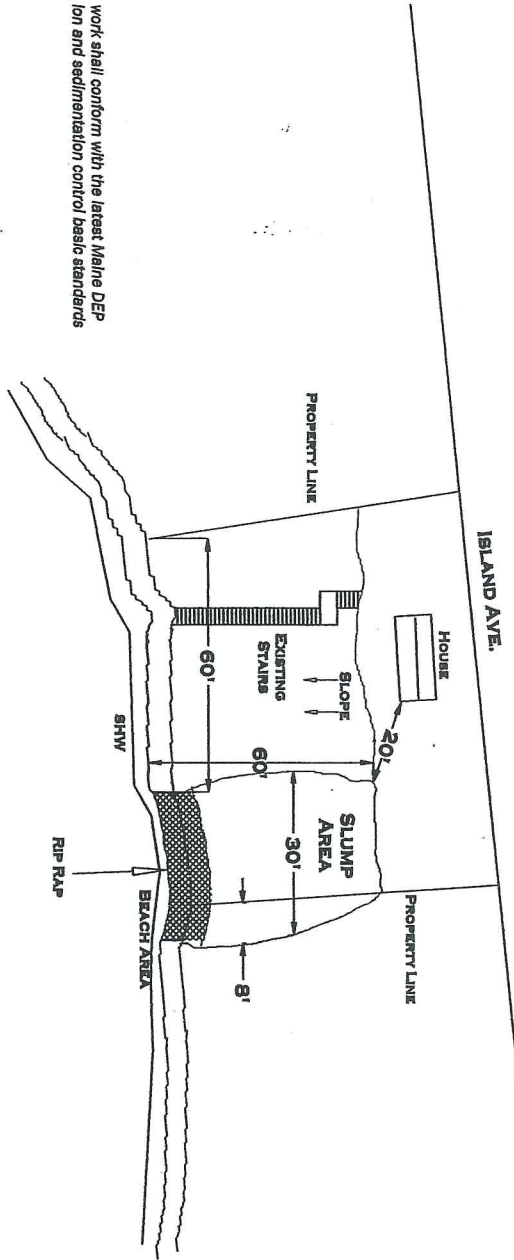 ISLAND AVE.
HOUSE
PROPERTY LINE
20'
SLOPE
EXISTING
STAIRS
60'
60'
SLUMP
AREA
30'
PROPERTY LINE
8'
SHW
BEACH AREA
RIP RAP
work shall conform with the latest Maine DEP
ion and sedimentation control basic standards